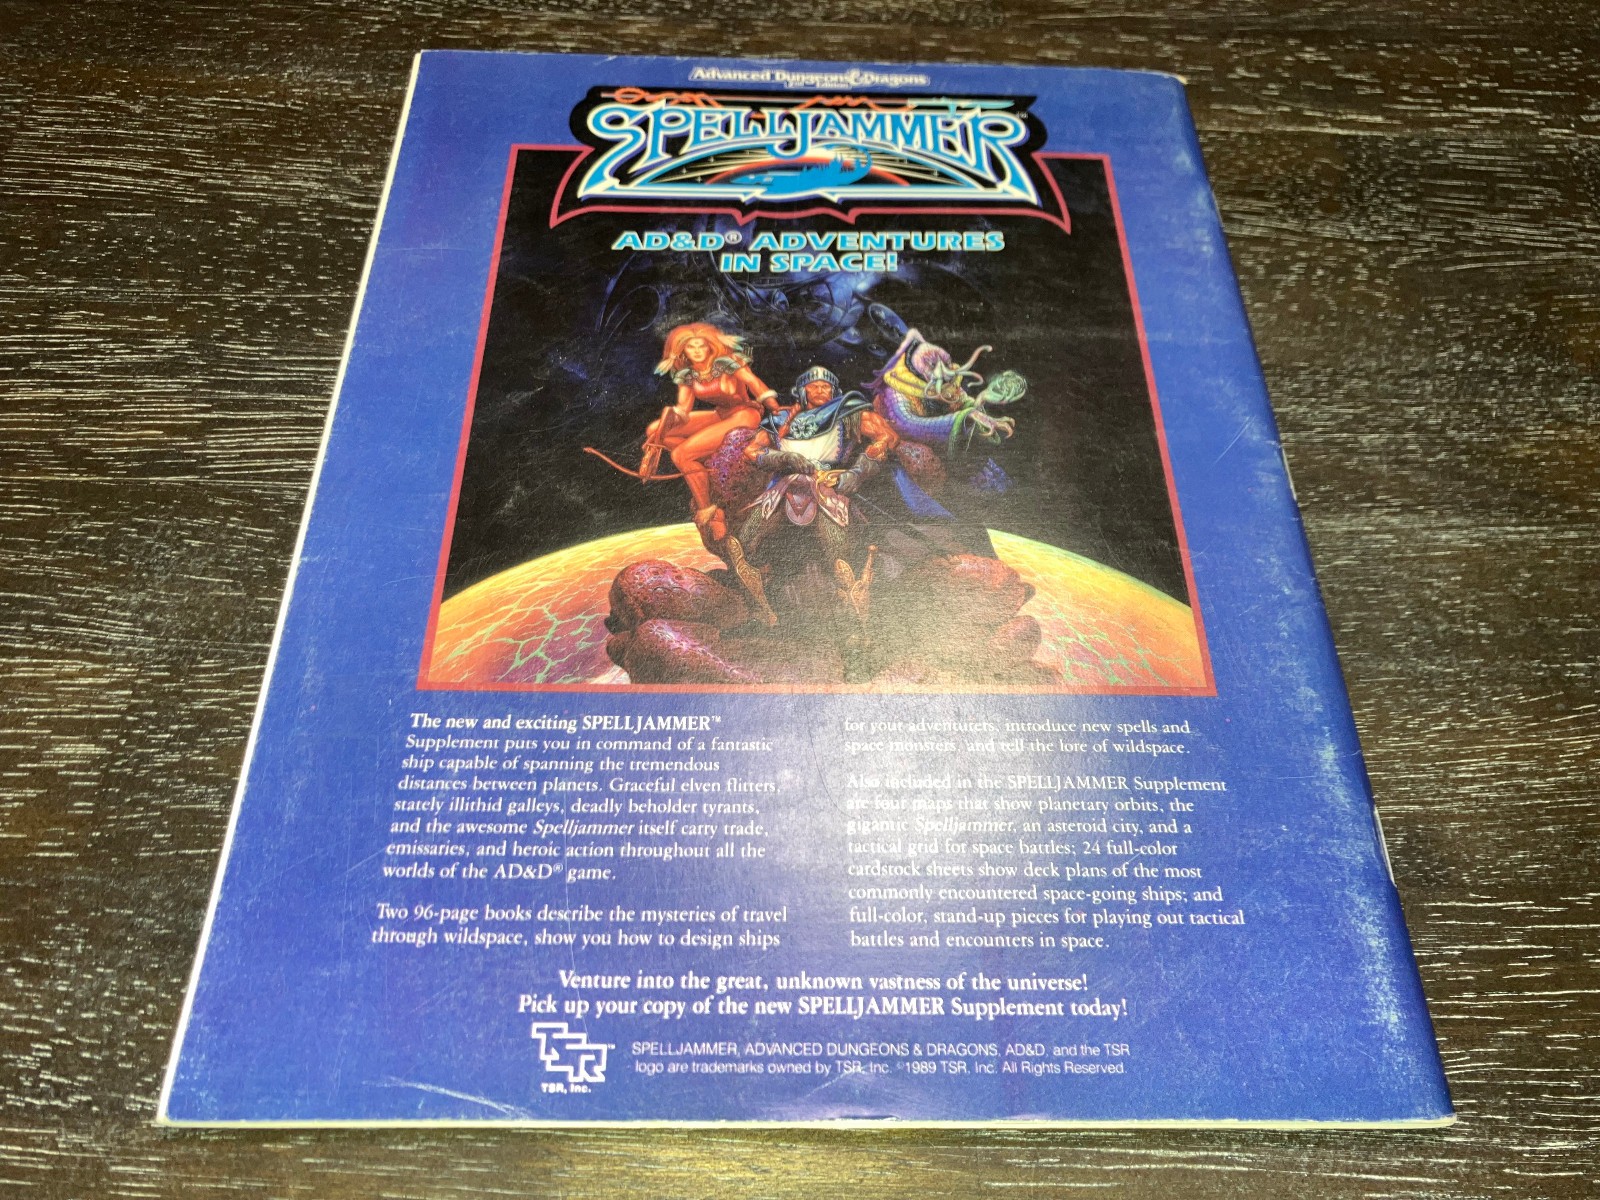 Advanced Dungeons & Dragons
2nd Edition
SPELLJAMMER™
AD&D® ADVENTURES
IN SPACE!
The new and exciting SPELLJAMMER™
Supplement puts you in command of a fantastic
ship capable of spanning the tremendous
distances between planets. Graceful elven flitters,
stately illithid galleys, deadly beholder tyrants,
and the awesome Spelljammer itself carry trade,
emissaries, and heroic action throughout all the
worlds of the AD&D® game.
Two 96-page books describe the mysteries of travel
through wildspace, show you how to design ships
for your adventurers, introduce new spells and
space monsters, and tell the lore of wildspace.
Also included in the SPELLJAMMER Supplement
are four maps that show planetary orbits, the
gigantic Spelljammer, an asteroid city, and a
tactical grid for space battles; 24 full-color
cardstock sheets show deck plans of the most
commonly encountered space-going ships; and
full-color, stand-up pieces for playing out tactical
battles and encounters in space.
Venture into the great, unknown vastness of the universe!
Pick up your copy of the new SPELLJAMMER Supplement today!
TSR™
TSR, Inc.
SPELLJAMMER, ADVANCED DUNGEONS & DRAGONS, AD&D, and the TSR
logo are trademarks owned by TSR, Inc. ©1989 TSR, Inc. All Rights Reserved.